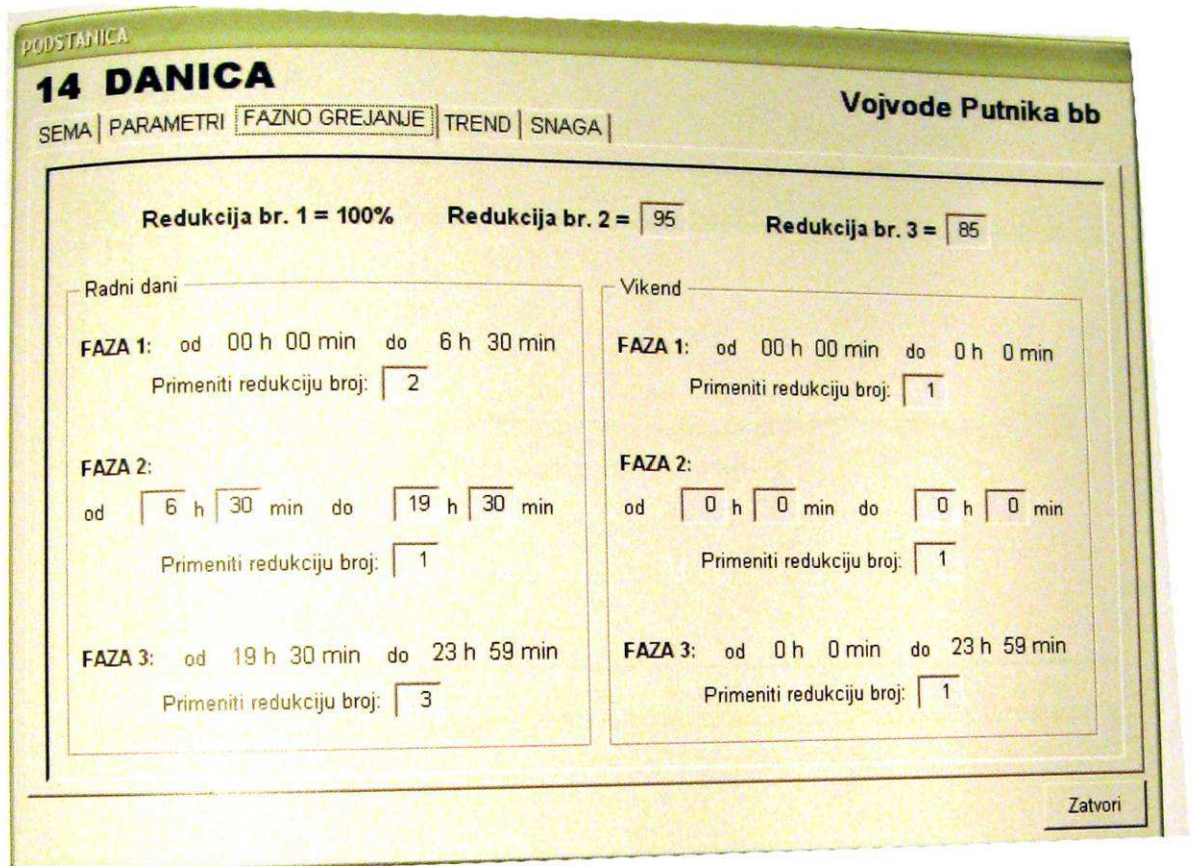 PODSTANICA
14 DANICA
Vojvode Putnika bb
SEMA PARAMETRI FAZNO GREJANJE TREND SNAGA
Redukcija br. 1 = 100% Redukcija br. 2 = 95 Redukcija br. 3 = 85
Radni dani
FAZA 1: od 00 h 00 min do 6 h 30 min
Primeniti redukciju broj: 2
FAZA 2:
od 6 h 30 min do 19 h 30 min
Primeniti redukciju broj: 1
FAZA 3: od 19 h 30 min do 23 h 59 min
Primeniti redukciju broj: 3
Vikend
FAZA 1: od 00 h 00 min do 0 h 0 min
Primeniti redukciju broj: 1
FAZA 2:
od 0 h 0 min do 0 h 0 min
Primeniti redukciju broj: 1
FAZA 3: od 0 h 0 min do 23 h 59 min
Primeniti redukciju broj: 1
Zatvori